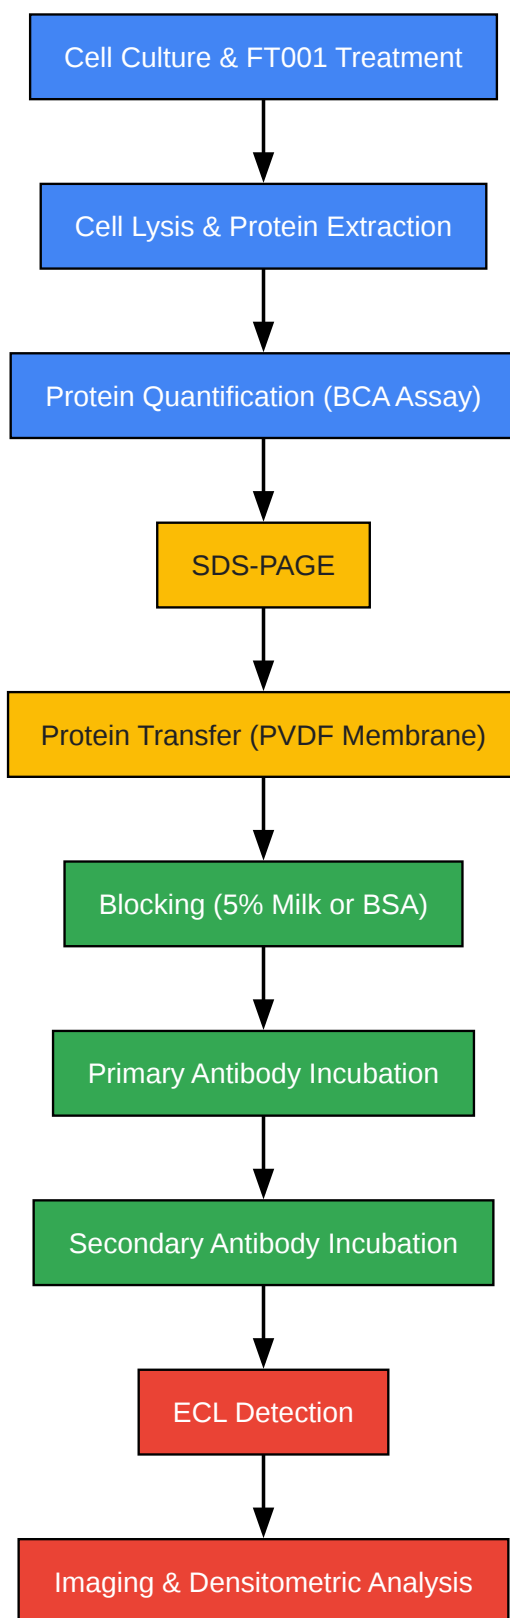 Cell Culture & FT001 Treatment
Cell Lysis & Protein Extraction
Protein Quantification (BCA Assay)
SDS-PAGE
Protein Transfer (PVDF Membrane)
Blocking (5% Milk or BSA)
Primary Antibody Incubation
Secondary Antibody Incubation
ECL Detection
Imaging & Densitometric Analysis